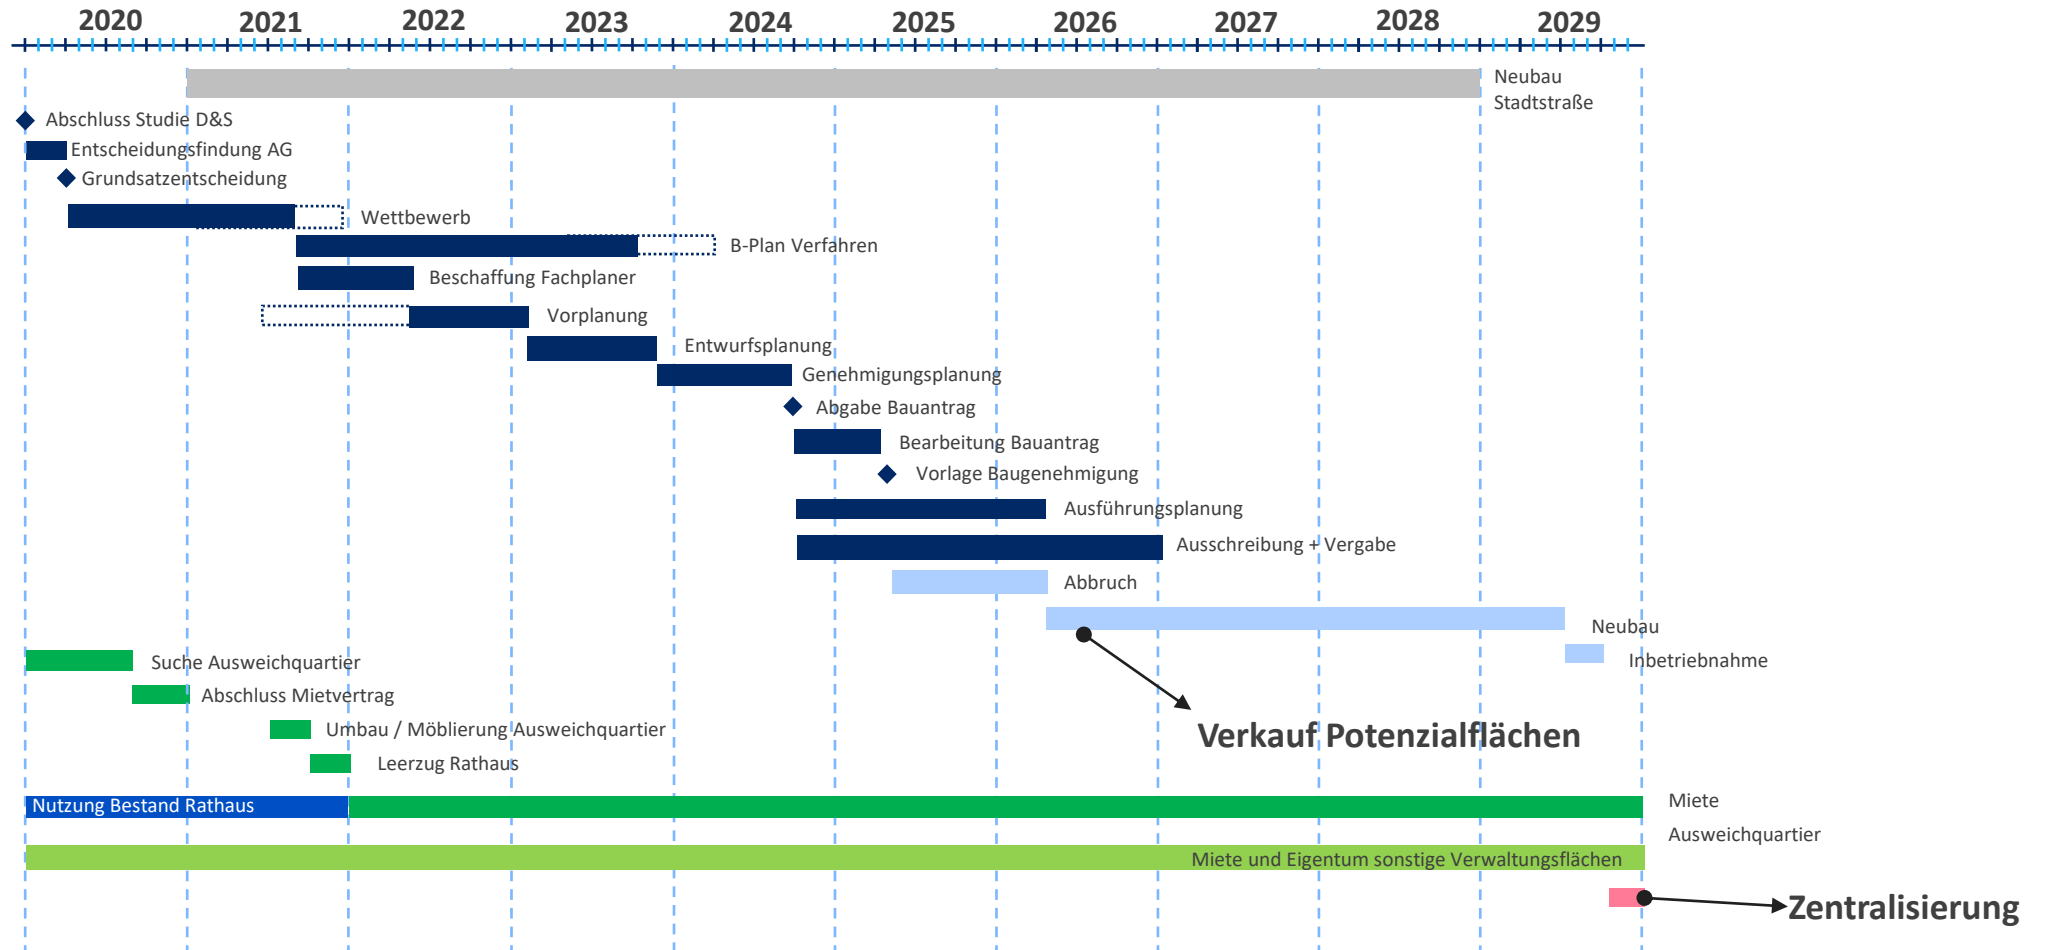 2020 2021 2022 2023 2024 2025 2026 2027 2028 2029
Neubau
Stadtstraße
Abschluss Studie D&S
Entscheidungsfindung AG
Grundsatzentscheidung
Wettbewerb
B-Plan Verfahren
Beschaffung Fachplaner
Vorplanung
Entwurfsplanung
Genehmigungsplanung
Abgabe Bauantrag
Bearbeitung Bauantrag
Vorlage Baugenehmigung
Ausführungsplanung
Ausschreibung + Vergabe
Abbruch
Neubau
Inbetriebnahme
Suche Ausweichquartier
Abschluss Mietvertrag
Umbau / Möblierung Ausweichquartier
Verkauf Potenzialflächen
Leerzug Rathaus
Nutzung Bestand Rathaus
Miete
Ausweichquartier
Miete und Eigentum sonstige Verwaltungsflächen
Zentralisierung